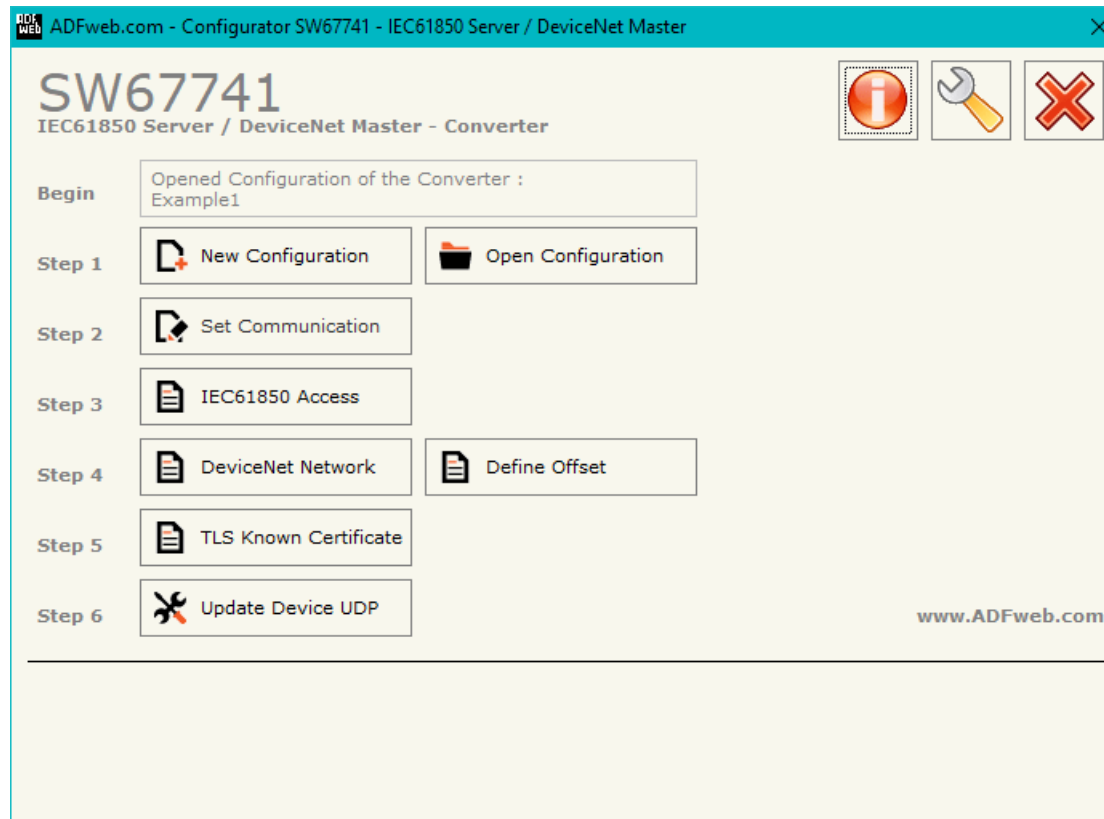 ADF WEB ADFweb.com - Configurator SW67741 - IEC61850 Server / DeviceNet Master
SW67741
IEC61850 Server / DeviceNet Master - Converter
Begin
Opened Configuration of the Converter :
Example1
Step 1
New Configuration
Open Configuration
Step 2
Set Communication
Step 3
IEC61850 Access
Step 4
DeviceNet Network
Define Offset
Step 5
TLS Known Certificate
Step 6
Update Device UDP
www.ADFweb.com